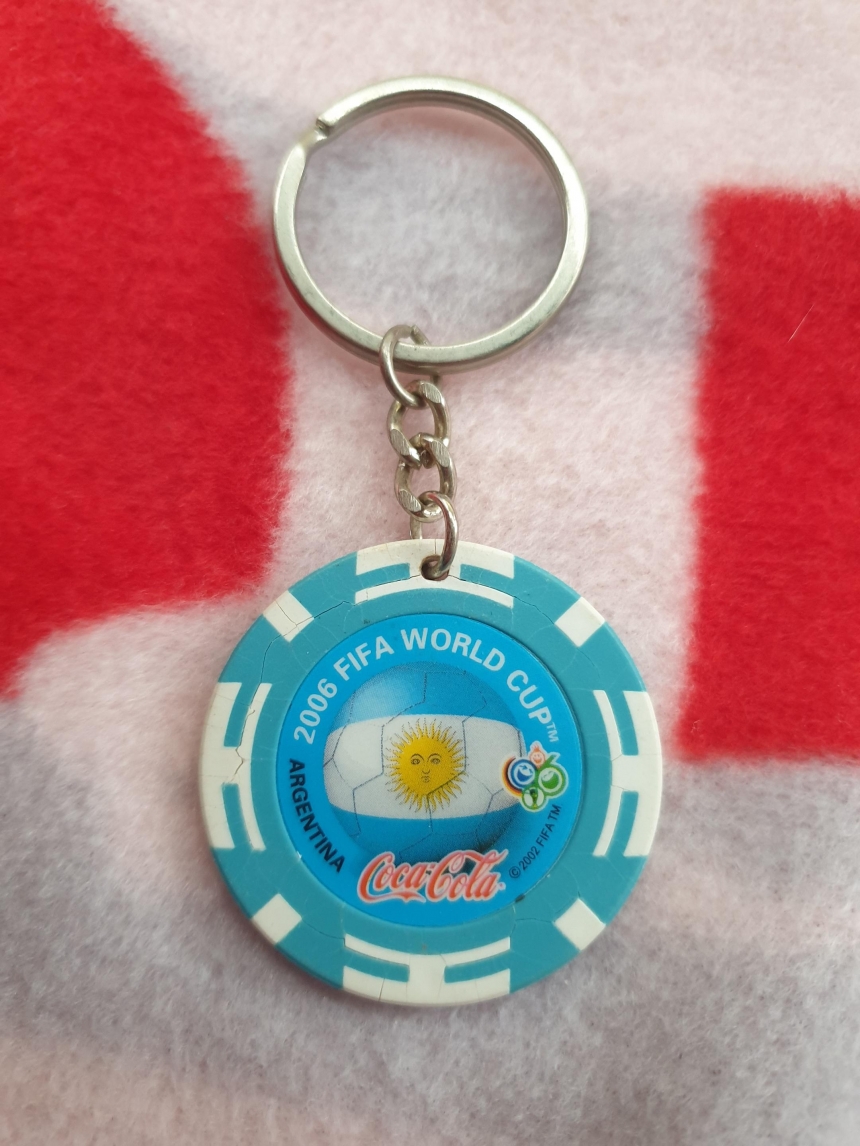 2006 FIFA WORLD CUP™
ARGENTINA
Coca-Cola
© 2002 FIFA TM